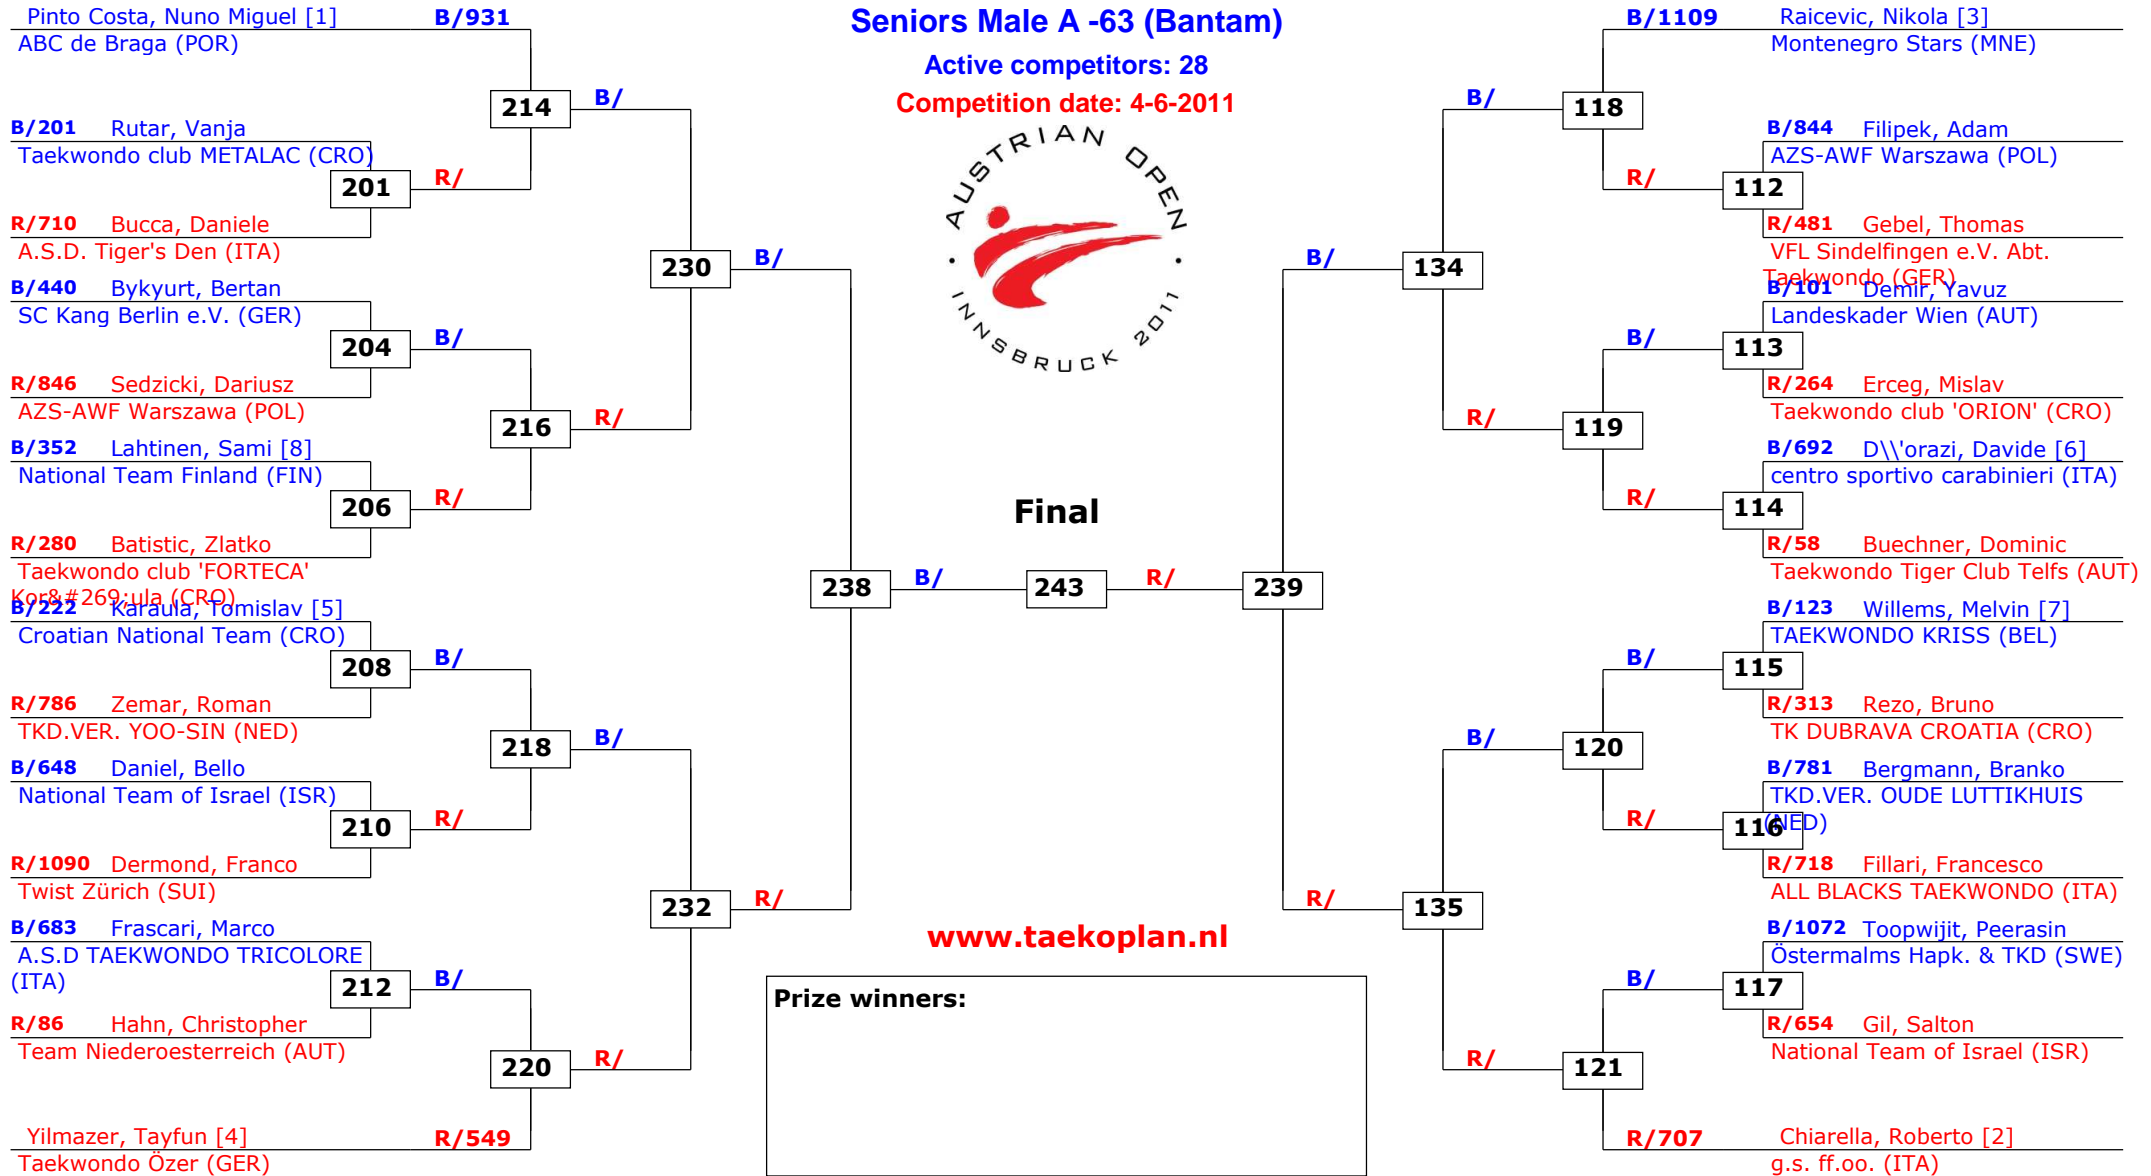 Seniors Male A -63 (Bantam)
Active competitors: 28
Competition date: 4-6-2011
AUSTRIAN OPEN
· INNSBRUCK 2011 ·
Pinto Costa, Nuno Miguel [1] B/931
ABC de Braga (POR)
214 B/
B/201 Rutar, Vanja
Taekwondo club METALAC (CRO)
201 R/
R/710 Bucca, Daniele
A.S.D. Tiger's Den (ITA)
230 B/
B/440 Bykyurt, Bertan
SC Kang Berlin e.V. (GER)
204 B/
R/846 Sedzicki, Dariusz
AZS-AWF Warszawa (POL)
216 R/
B/352 Lahtinen, Sami [8]
National Team Finland (FIN)
206 R/
R/280 Batistic, Zlatko
Taekwondo club 'FORTECA'
Kor&#269;ula (CRO)
B/222 Karaula, Tomislav [5]
Croatian National Team (CRO)
208 B/
R/786 Zemar, Roman
TKD.VER. YOO-SIN (NED)
218 B/
B/648 Daniel, Bello
National Team of Israel (ISR)
210 R/
R/1090 Dermond, Franco
Twist Zürich (SUI)
232 R/
B/683 Frascari, Marco
A.S.D TAEKWONDO TRICOLORE
(ITA)
212 B/
R/86 Hahn, Christopher
Team Niederoesterreich (AUT)
220 R/
Yilmazer, Tayfun [4] R/549
Taekwondo Özer (GER)
Final
238 B/ 243 R/ 239
www.taekoplan.nl
Prize winners:
B/1109 Raicevic, Nikola [3]
Montenegro Stars (MNE)
B/ 118
B/844 Filipek, Adam
AZS-AWF Warszawa (POL)
R/ 112
R/481 Gebel, Thomas
VFL Sindelfingen e.V. Abt.
Taekwondo (GER)
B/ 134
B/101 Demir, Yavuz
Landeskader Wien (AUT)
B/ 113
R/264 Erceg, Mislav
Taekwondo club 'ORION' (CRO)
R/ 119
B/692 D\\'orazi, Davide [6]
centro sportivo carabinieri (ITA)
R/ 114
R/58 Buechner, Dominic
Taekwondo Tiger Club Telfs (AUT)
B/123 Willems, Melvin [7]
TAEKWONDO KRISS (BEL)
B/ 115
R/313 Rezo, Bruno
TK DUBRAVA CROATIA (CRO)
B/ 120
B/781 Bergmann, Branko
TKD.VER. OUDE LUTTIKHUIS
(NED)
R/ 116
R/718 Fillari, Francesco
ALL BLACKS TAEKWONDO (ITA)
R/ 135
B/1072 Toopwijit, Peerasin
Östermalms Hapk. & TKD (SWE)
B/ 117
R/654 Gil, Salton
National Team of Israel (ISR)
R/ 121
R/707 Chiarella, Roberto [2]
g.s. ff.oo. (ITA)